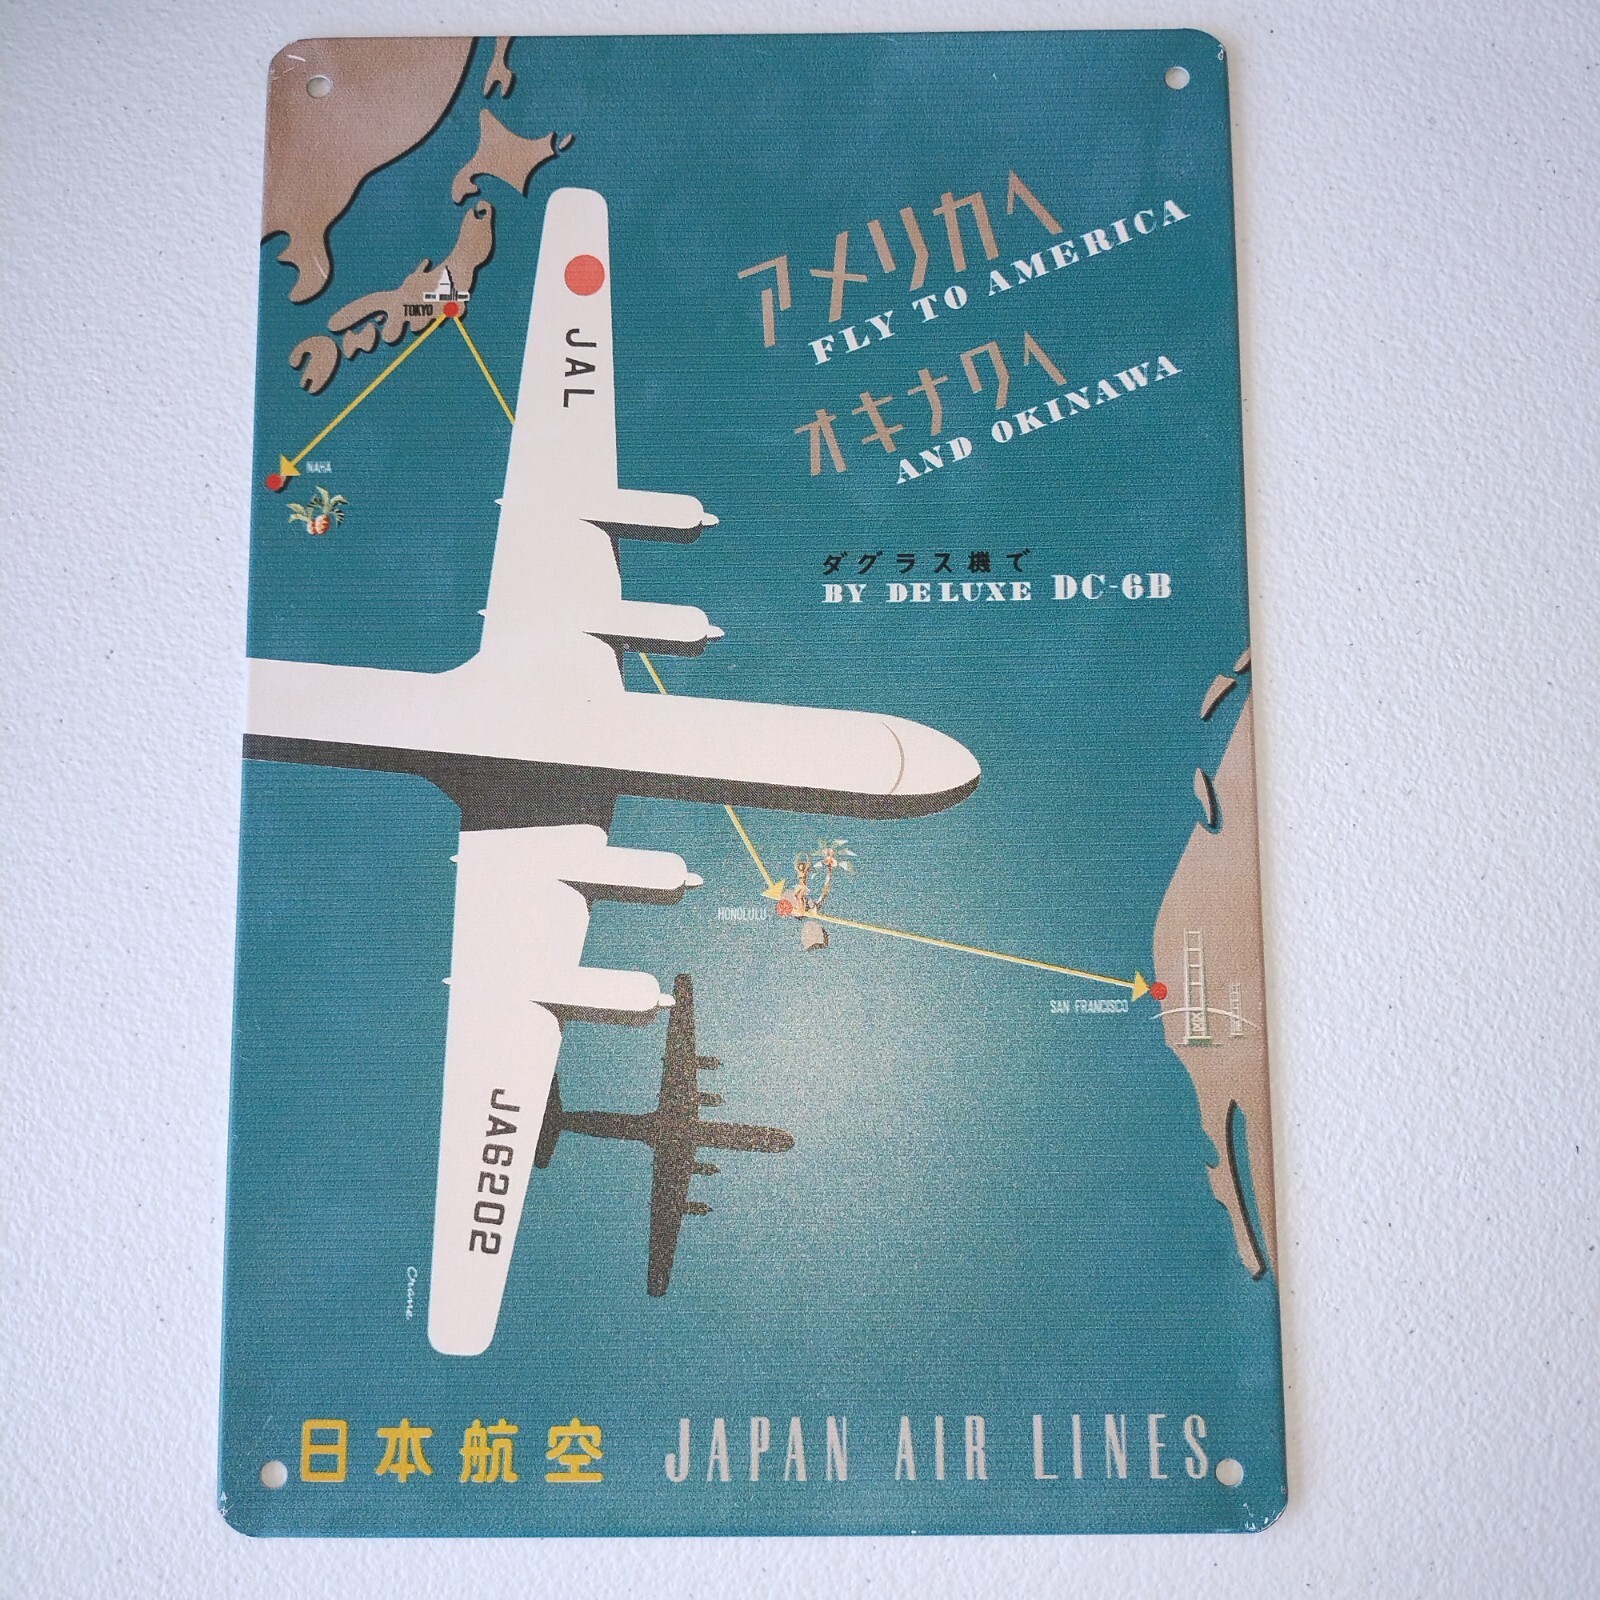 アメリカへ
FLY TO AMERICA
オキナワへ
AND OKINAWA
ダグラス機で
BY DELUXE DC-6B
TOKYO
JAL
NAHA
HONOLULU
SAN FRANCISCO
JA6202
Crane
日本航空 JAPAN AIR LINES